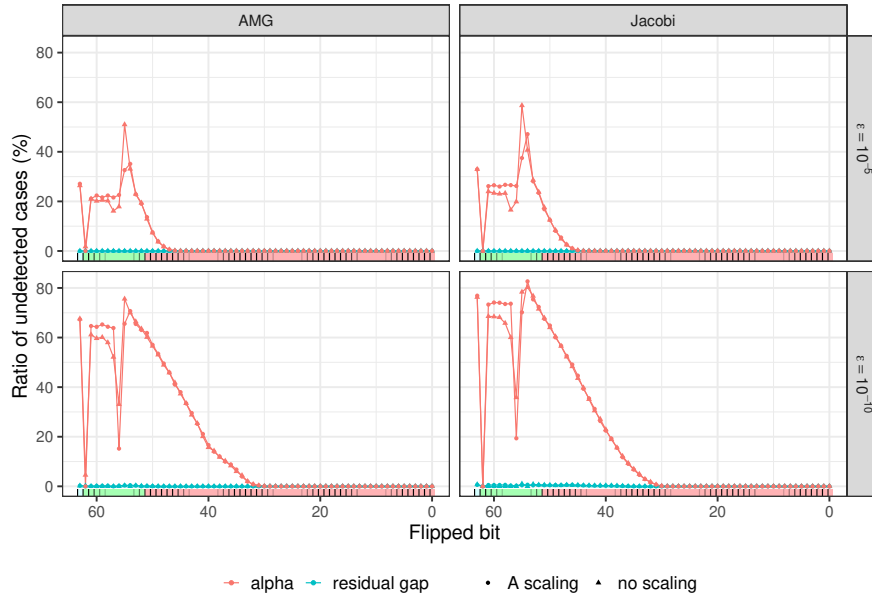 AMG
Jacobi
Ratio of undetected cases (%)
80
60
40
20
0
ε = 10⁻⁵
80
60
40
20
0
ε = 10⁻¹⁰
60
40
20
0
60
40
20
0
Flipped bit
alpha
residual gap
A scaling
no scaling